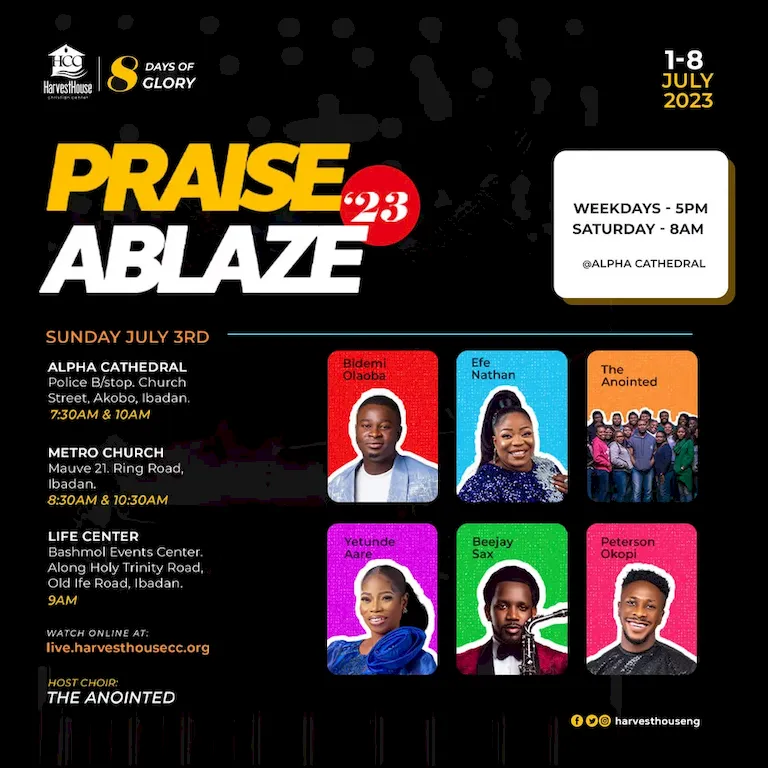 HCC
HarvestHouse
Christian Center
8 DAYS OF
GLORY
1-8
JULY
2023
PRAISE
'23
ABLAZE
WEEKDAYS - 5PM
SATURDAY - 8AM
@ALPHA CATHEDRAL
SUNDAY JULY 3RD
ALPHA CATHEDRAL
Police B/stop. Church
Street, Akobo, Ibadan.
7:30AM & 10AM
METRO CHURCH
Mauve 21. Ring Road,
Ibadan.
8:30AM & 10:30AM
LIFE CENTER
Bashmol Events Center.
Along Holy Trinity Road,
Old Ife Road, Ibadan.
9AM
WATCH ONLINE AT:
live.harvesthousecc.org
HOST CHOIR:
THE ANOINTED
Bidemi
Olaoba
Efe
Nathan
The
Anointed
Yetunde
Aare
Beejay
Sax
Peterson
Okopi
harvesthouseng